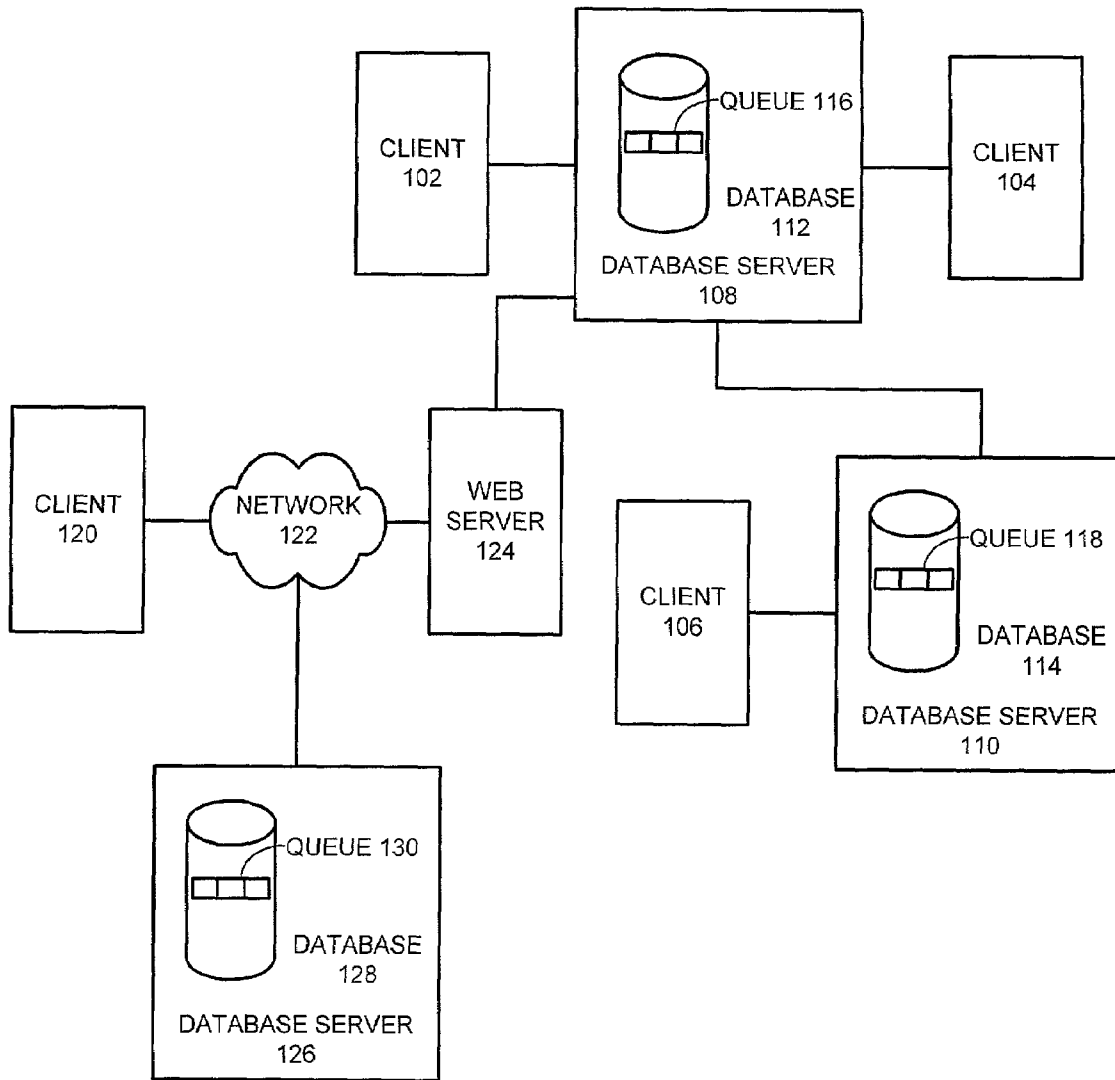 QUEUE 116
CLIENT
102
CLIENT
104
DATABASE
112
DATABASE SERVER
108
CLIENT
120
NETWORK
122
WEB
SERVER
124
QUEUE 118
CLIENT
106
DATABASE
114
DATABASE SERVER
110
QUEUE 130
DATABASE
128
DATABASE SERVER
126